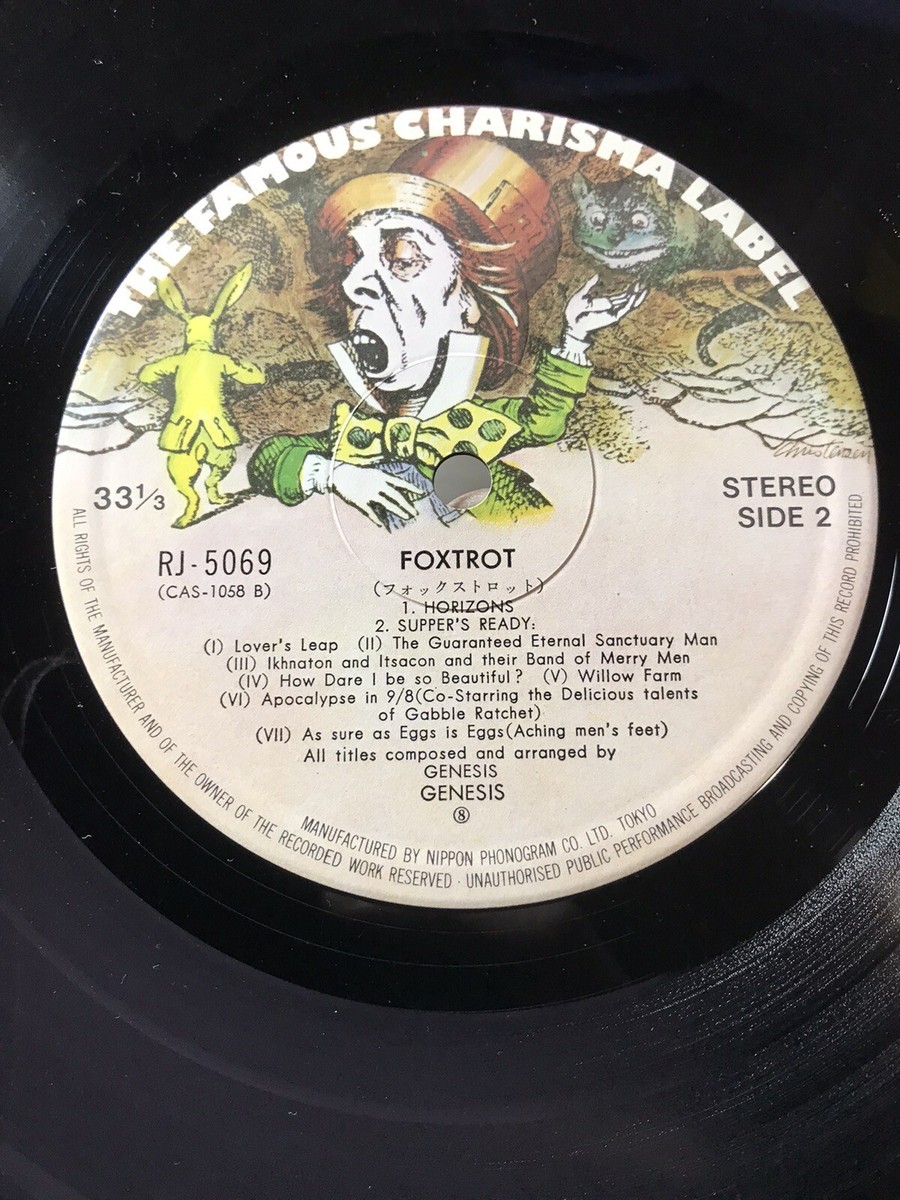 THE FAMOUS CHARISMA LABEL
Christensen
33 1/3
STEREO
SIDE 2
RJ-5069
(CAS-1058 B)
FOXTROT
(フォックストロット)
1. HORIZONS
2. SUPPER'S READY:
(I) Lover's Leap (II) The Guaranteed Eternal Sanctuary Man
(III) Ikhnaton and Itsacon and their Band of Merry Men
(IV) How Dare I be so Beautiful? (V) Willow Farm
(VI) Apocalypse in 9/8(Co-Starring the Delicious talents
of Gabble Ratchet)
(VII) As sure as Eggs is Eggs(Aching men's feet)
All titles composed and arranged by
GENESIS
GENESIS
⑧
MANUFACTURED BY NIPPON PHONOGRAM CO. LTD. TOKYO
ALL RIGHTS OF THE MANUFACTURER AND OF THE OWNER OF THE RECORDED WORK RESERVED · UNAUTHORISED PUBLIC PERFORMANCE BROADCASTING AND COPYING OF THIS RECORD PROHIBITED